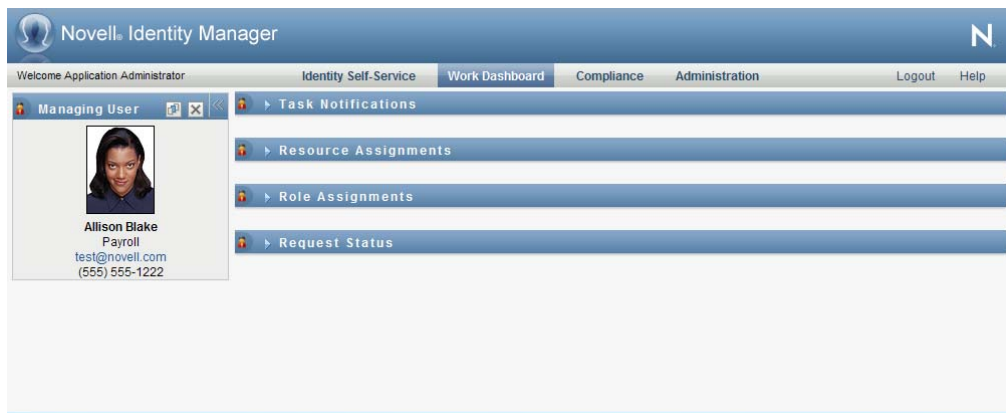 Novell® Identity Manager
N
Welcome Application Administrator
Identity Self-Service Work Dashboard Compliance Administration Logout Help
Managing User
Allison Blake
Payroll
test@novell.com
(555) 555-1222
Task Notifications
Resource Assignments
Role Assignments
Request Status